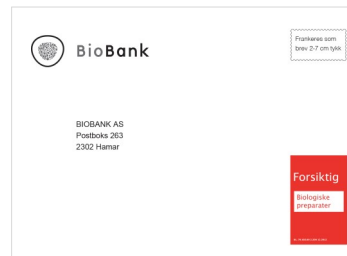 BioBank
Frankeres som
brev 2-7 cm tykk
BIOBANK AS
Postboks 263
2302 Hamar
Forsiktig
Biologiske
preparater